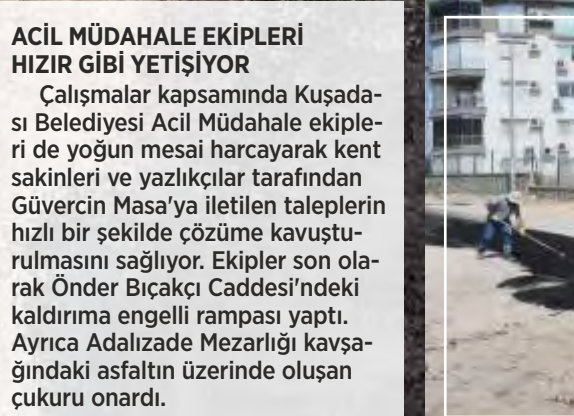 ACİL MÜDAHALE EKİPLERİ
HIZIR GİBİ YETİŞİYOR
Çalışmalar kapsamında Kuşada-
sı Belediyesi Acil Müdahale ekiple-
ri de yoğun mesai harcayarak kent
sakinleri ve yazlıkçılar tarafından
Güvercin Masa'ya iletilen taleplerin
hızlı bir şekilde çözüme kavuştu-
rulmasını sağlıyor. Ekipler son ola-
rak Önder Bıçakçı Caddesi'ndeki
kaldırıma engelli rampası yaptı.
Ayrıca Adalızade Mezarlığı kavşa-
ğındaki asfaltın üzerinde oluşan
çukuru onardı.